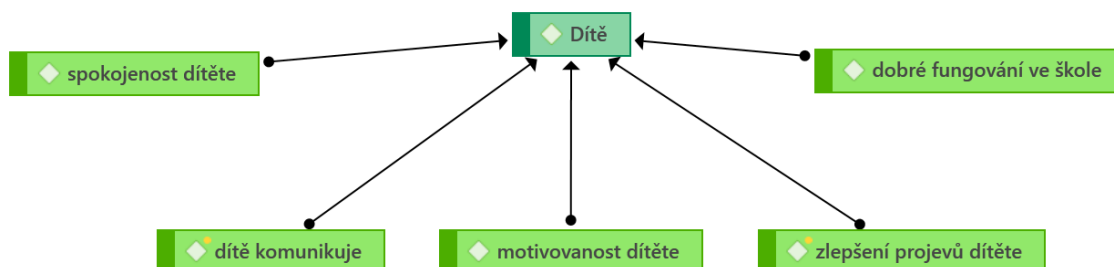 Dítě
spokojenost dítěte
dobré fungování ve škole
dítě komunikuje
motivovanost dítěte
zlepšení projevů dítěte